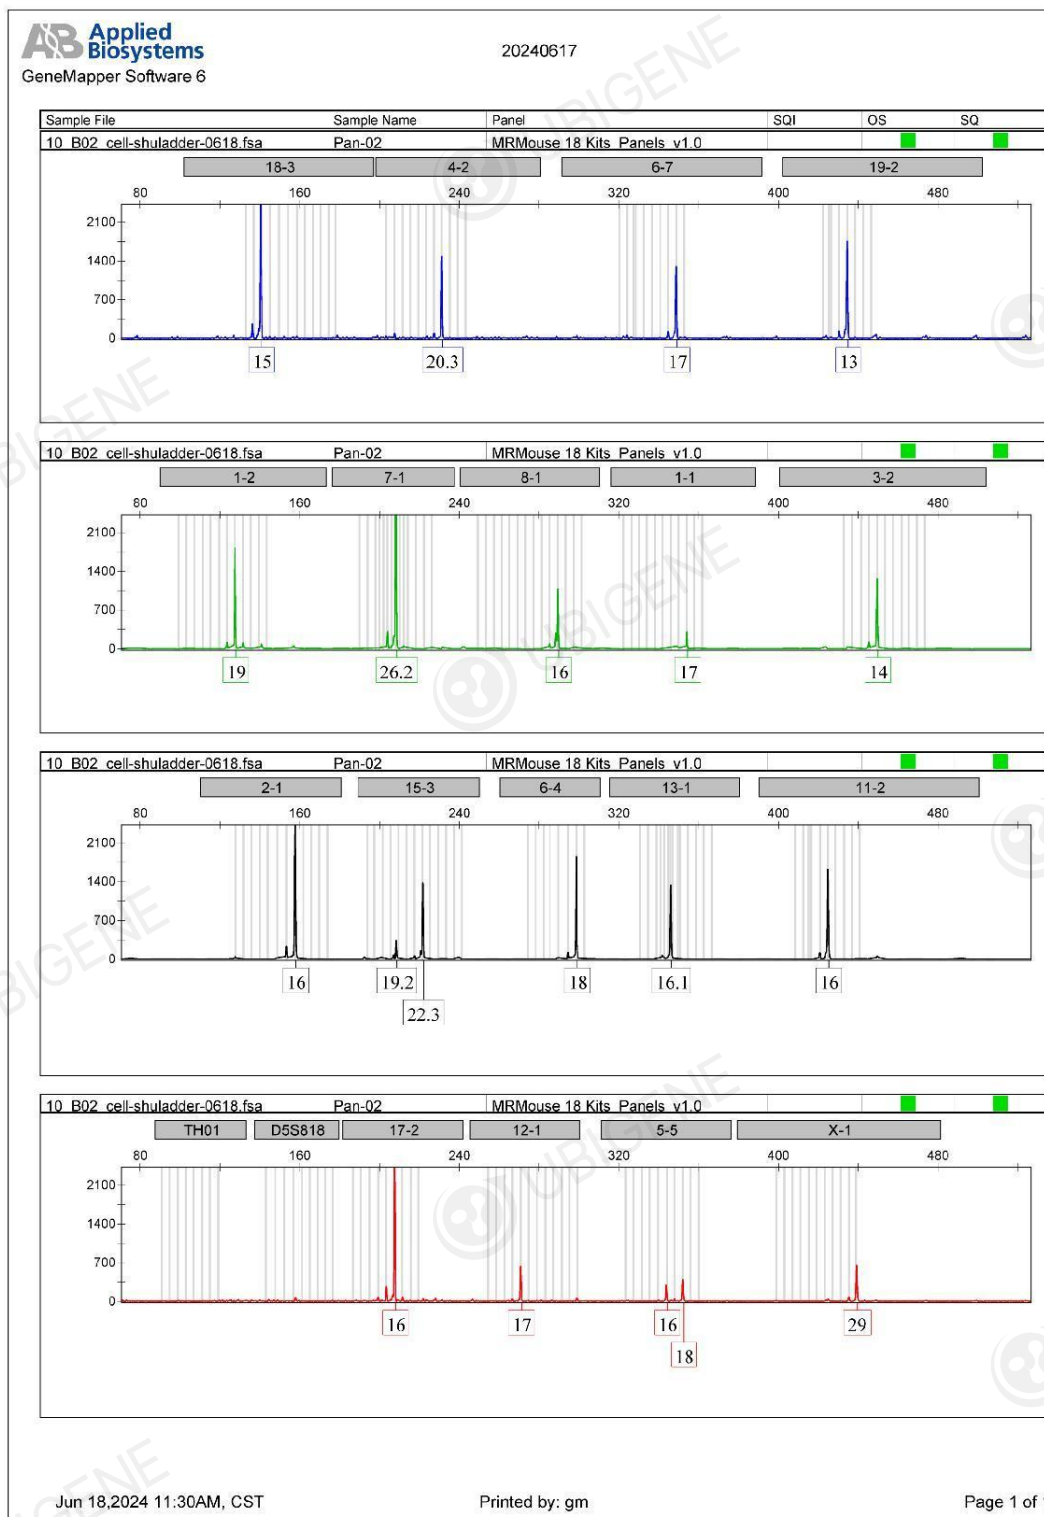 Applied
Biosystems
GeneMapper Software 6
20240617
Sample File Sample Name Panel SQI OS SQ
10_B02_cell-shuladder-0618.fsa Pan-02 MRMouse 18 Kits_Panels_v1.0
18-3 4-2 6-7 19-2
80 160 240 320 400 480
2100
1400
700
0
15 20.3 17 13
10_B02_cell-shuladder-0618.fsa Pan-02 MRMouse 18 Kits_Panels_v1.0
1-2 7-1 8-1 1-1 3-2
80 160 240 320 400 480
2100
1400
700
0
19 26.2 16 17 14
10_B02_cell-shuladder-0618.fsa Pan-02 MRMouse 18 Kits_Panels_v1.0
2-1 15-3 6-4 13-1 11-2
80 160 240 320 400 480
2100
1400
700
0
16 19.2 18 16.1 16
22.3
10_B02_cell-shuladder-0618.fsa Pan-02 MRMouse 18 Kits_Panels_v1.0
TH01 D5S818 17-2 12-1 5-5 X-1
80 160 240 320 400 480
2100
1400
700
0
16 17 16 29
18
Jun 18,2024 11:30AM, CST Printed by: gm Page 1 of
UBIGENE
UBIGENE
UBIGENE
UBIGENE